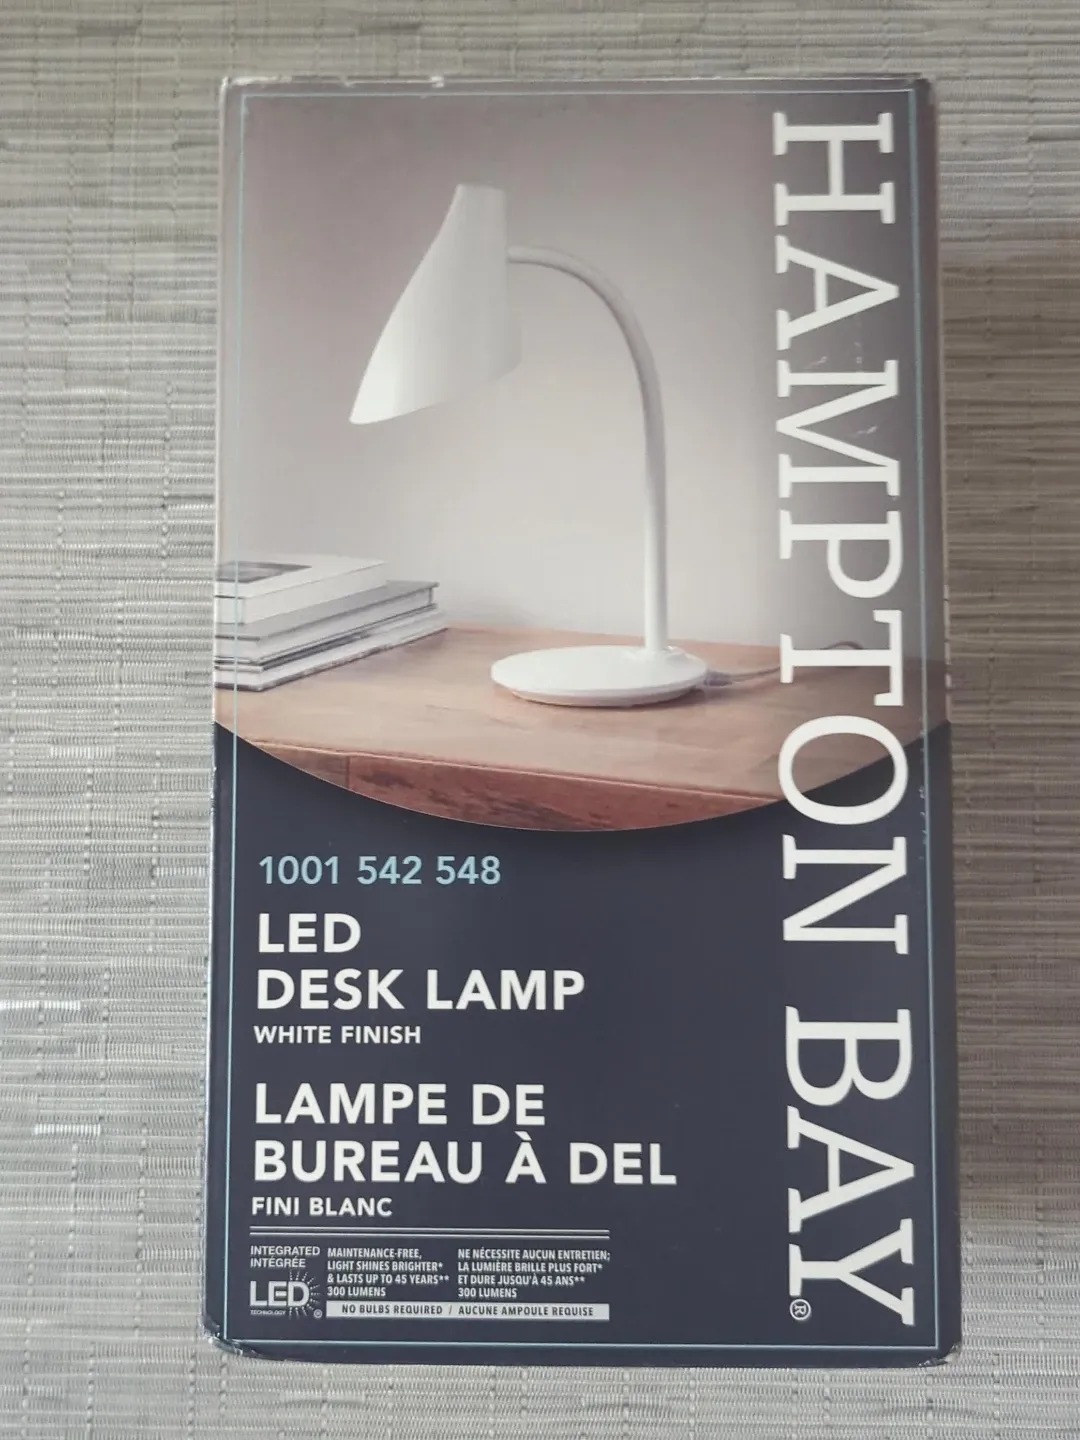 HAMPTON BAY®
1001 542 548
LED
DESK LAMP
WHITE FINISH
LAMPE DE
BUREAU À DEL
FINI BLANC
INTEGRATED
INTÉGRÉE
LED
TECHNOLOGY
®
MAINTENANCE-FREE,
LIGHT SHINES BRIGHTER*
& LASTS UP TO 45 YEARS**
300 LUMENS
NE NÉCESSITE AUCUN ENTRETIEN;
LA LUMIÈRE BRILLE PLUS FORT*
ET DURE JUSQU'À 45 ANS**
300 LUMENS
NO BULBS REQUIRED / AUCUNE AMPOULE REQUISE